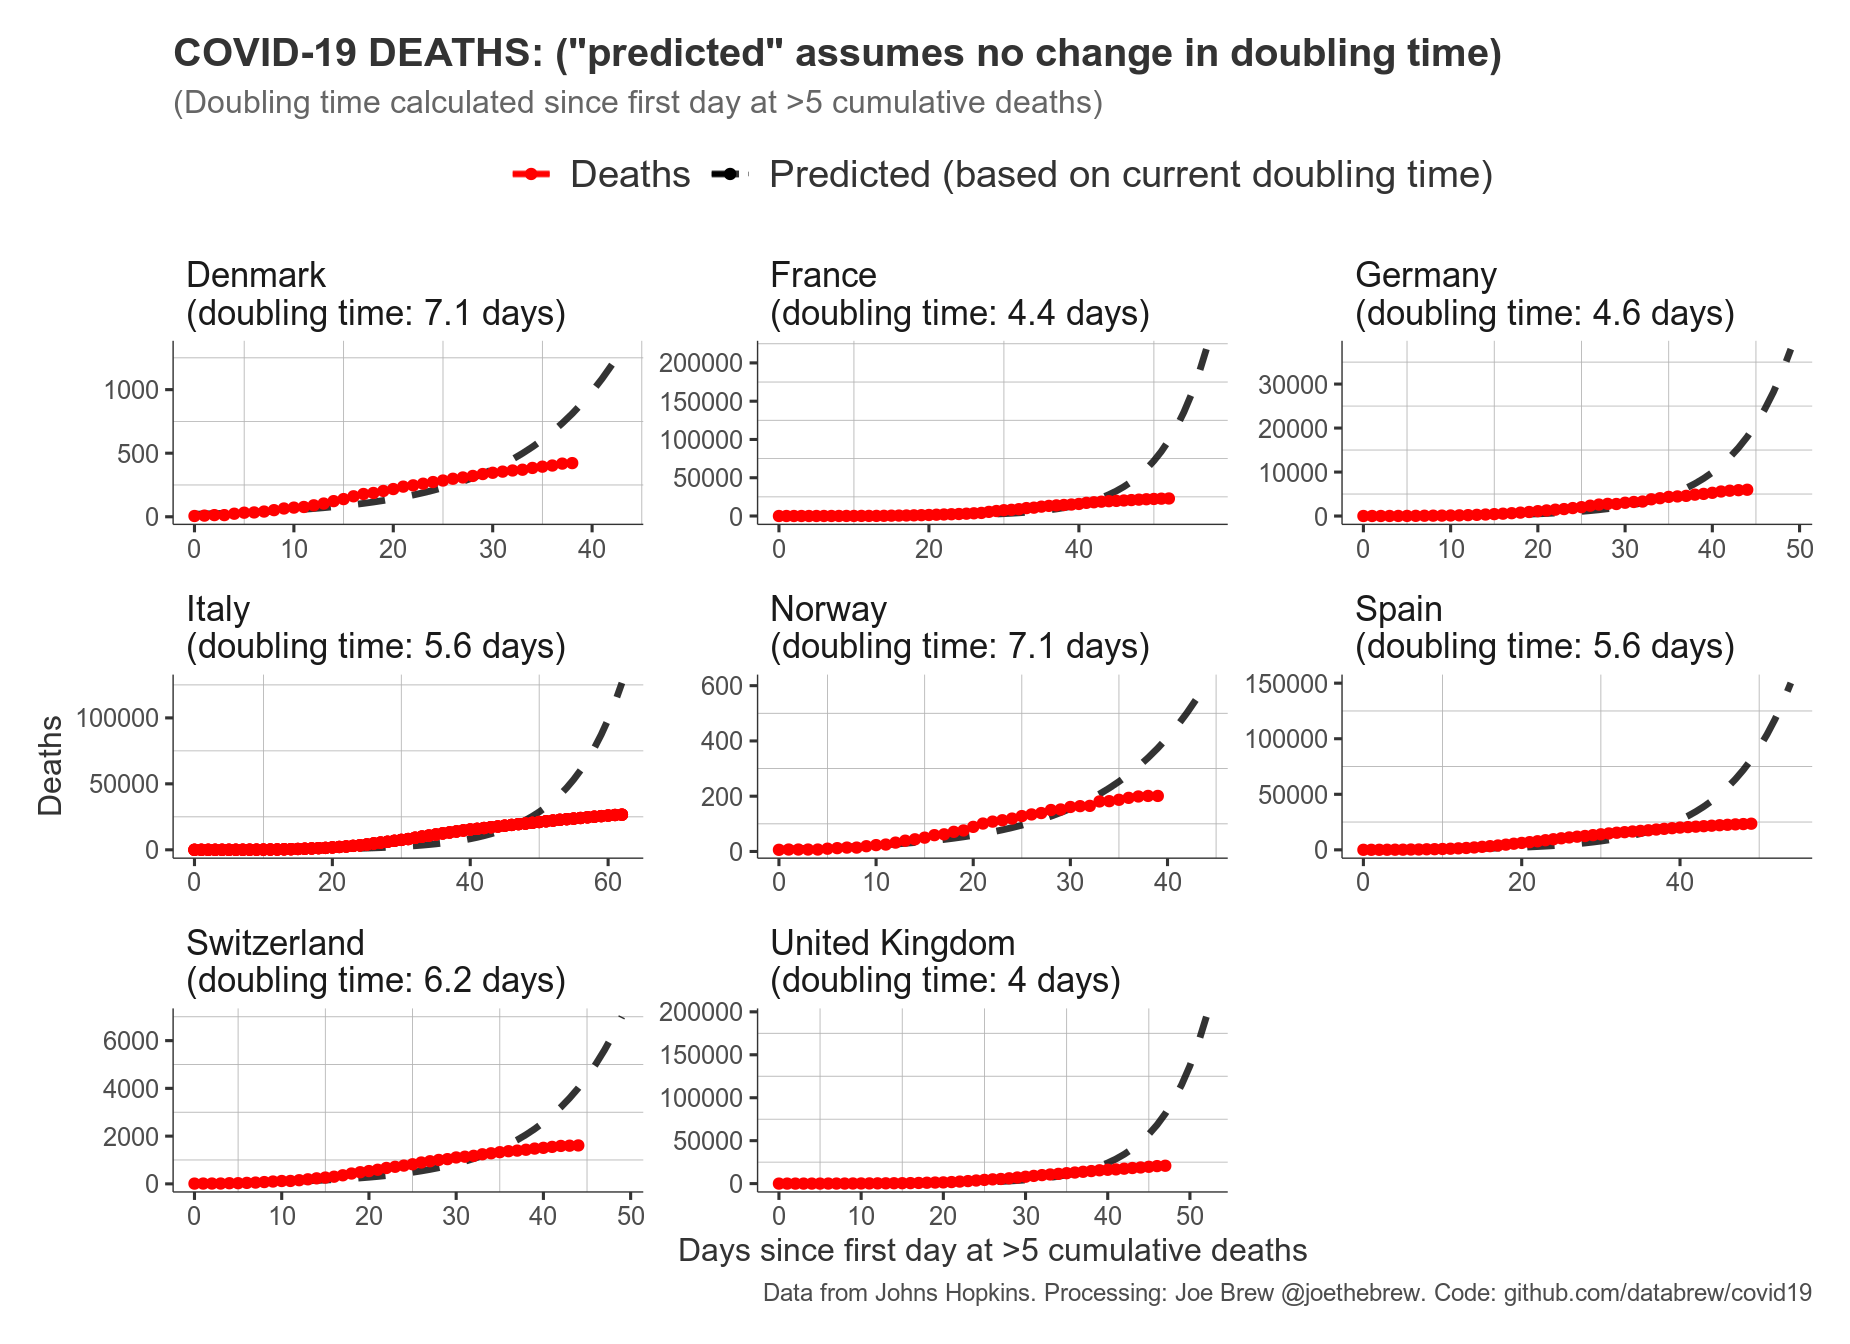 COVID-19 DEATHS: ("predicted" assumes no change in doubling time)
(Doubling time calculated since first day at >5 cumulative deaths)
Deaths
Predicted (based on current doubling time)
Denmark
(doubling time: 7.1 days)
1000
500
0
0 10 20 30 40
France
(doubling time: 4.4 days)
200000
150000
100000
50000
0
0 20 40
Germany
(doubling time: 4.6 days)
30000
20000
10000
0
0 10 20 30 40 50
Deaths
Italy
(doubling time: 5.6 days)
100000
50000
0
0 20 40 60
Norway
(doubling time: 7.1 days)
600
400
200
0
0 10 20 30 40
Spain
(doubling time: 5.6 days)
150000
100000
50000
0
0 20 40
Switzerland
(doubling time: 6.2 days)
6000
4000
2000
0
0 10 20 30 40 50
United Kingdom
(doubling time: 4 days)
200000
150000
100000
50000
0
0 10 20 30 40 50
Days since first day at >5 cumulative deaths
Data from Johns Hopkins. Processing: Joe Brew @joethebrew. Code: github.com/databrew/covid19